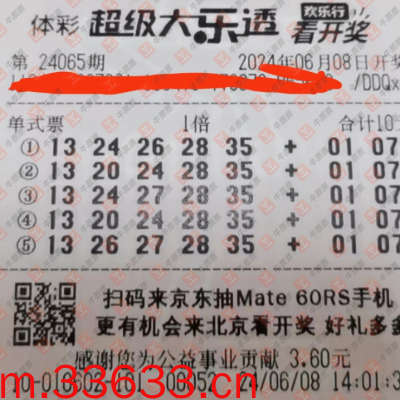 体彩 超级大乐透 欢乐行 看开奖
第 24065期 2024年06月08日开奖
/DDQx
单式票 1倍 合计10元
① 13 24 26 28 35 + 01 07
② 13 20 24 28 35 + 01 07
③ 13 24 27 28 35 + 01 07
④ 13 20 24 28 35 + 01 07
⑤ 13 26 27 28 35 + 01 07
扫码来京东抽Mate 60RS手机
更有机会来北京看开奖 好礼多多
感谢您为公益事业贡献 3.60元
24/06/08 14:01:3
m.33633.cn